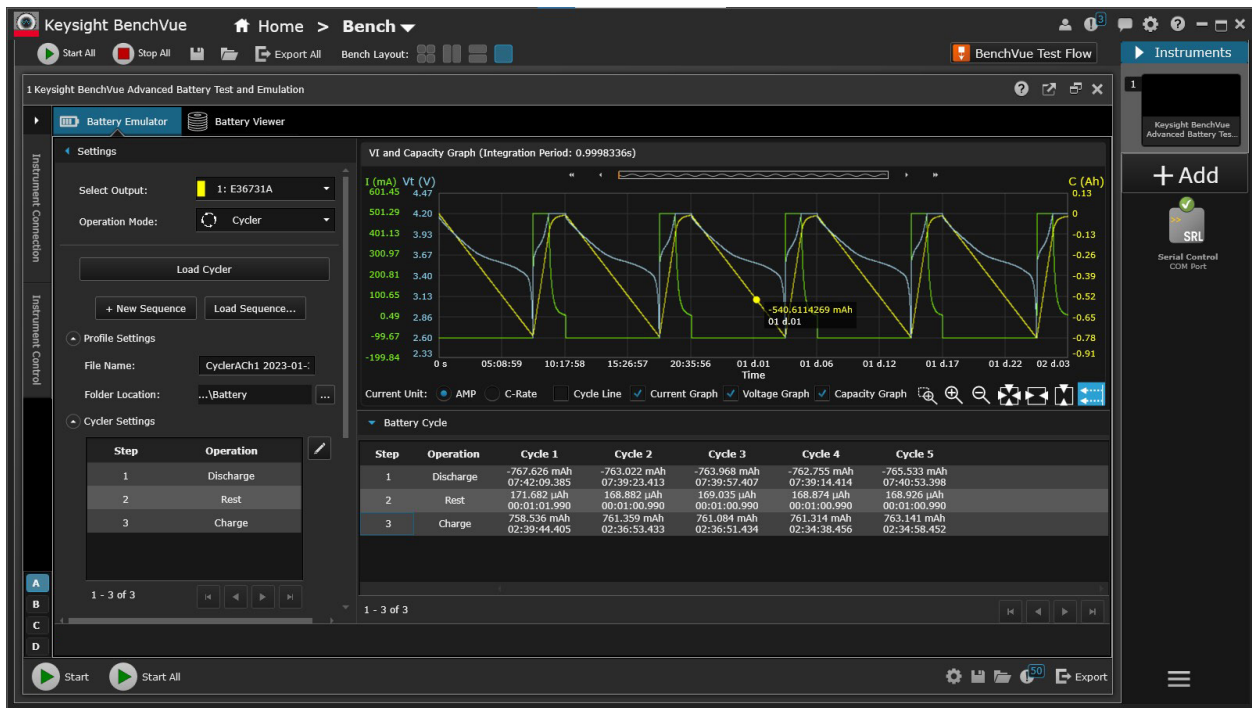 Keysight BenchVue Home > Bench 3
Start All Stop All Export All Bench Layout: BenchVue Test Flow Instruments
1 Keysight BenchVue Advanced Battery Test and Emulation
1
Keysight BenchVue
Advanced Battery Tes...
+ Add
SRL
Serial Control
COM Port
Battery Emulator Battery Viewer
Instrument Connection
Instrument Control
Settings
Select Output: 1: E36731A
Operation Mode: Cycler
Load Cycler
+ New Sequence Load Sequence...
Profile Settings
File Name: CyclerACh1 2023-01-
Folder Location: ...\Battery ...
Cycler Settings
Step Operation
1 Discharge
2 Rest
3 Charge
1 - 3 of 3
A
B
C
D
VI and Capacity Graph (Integration Period: 0.9998336s)
I (mA) Vt (V) C (Ah)
601.45 4.47 0.13
501.29 4.20 0
401.13 3.93 -0.13
300.97 3.67 -0.26
200.81 3.40 -0.39
100.65 3.13 -0.52
0.49 2.86 -0.65
-99.67 2.60 -0.78
-199.84 2.33 -0.91
-540.6114269 mAh
01 d.01
0 s 05:08:59 10:17:58 15:26:57 20:35:56 01 d.01 01 d.06 01 d.12 01 d.17 01 d.22 02 d.03
Time
Current Unit: AMP C-Rate Cycle Line Current Graph Voltage Graph Capacity Graph
Battery Cycle
Step Operation Cycle 1 Cycle 2 Cycle 3 Cycle 4 Cycle 5
1 Discharge -767.626 mAh -763.022 mAh -763.968 mAh -762.755 mAh -765.533 mAh
07:42:09.385 07:39:23.413 07:39:57.407 07:39:14.414 07:40:53.398
2 Rest 171.682 µAh 168.882 µAh 169.035 µAh 168.874 µAh 168.926 µAh
00:01:01.990 00:01:00.990 00:01:00.990 00:01:00.990 00:01:00.990
3 Charge 758.536 mAh 761.359 mAh 761.084 mAh 761.314 mAh 763.141 mAh
02:39:44.405 02:36:53.433 02:36:51.434 02:34:38.456 02:34:58.452
1 - 3 of 3
Start Start All 50 Export